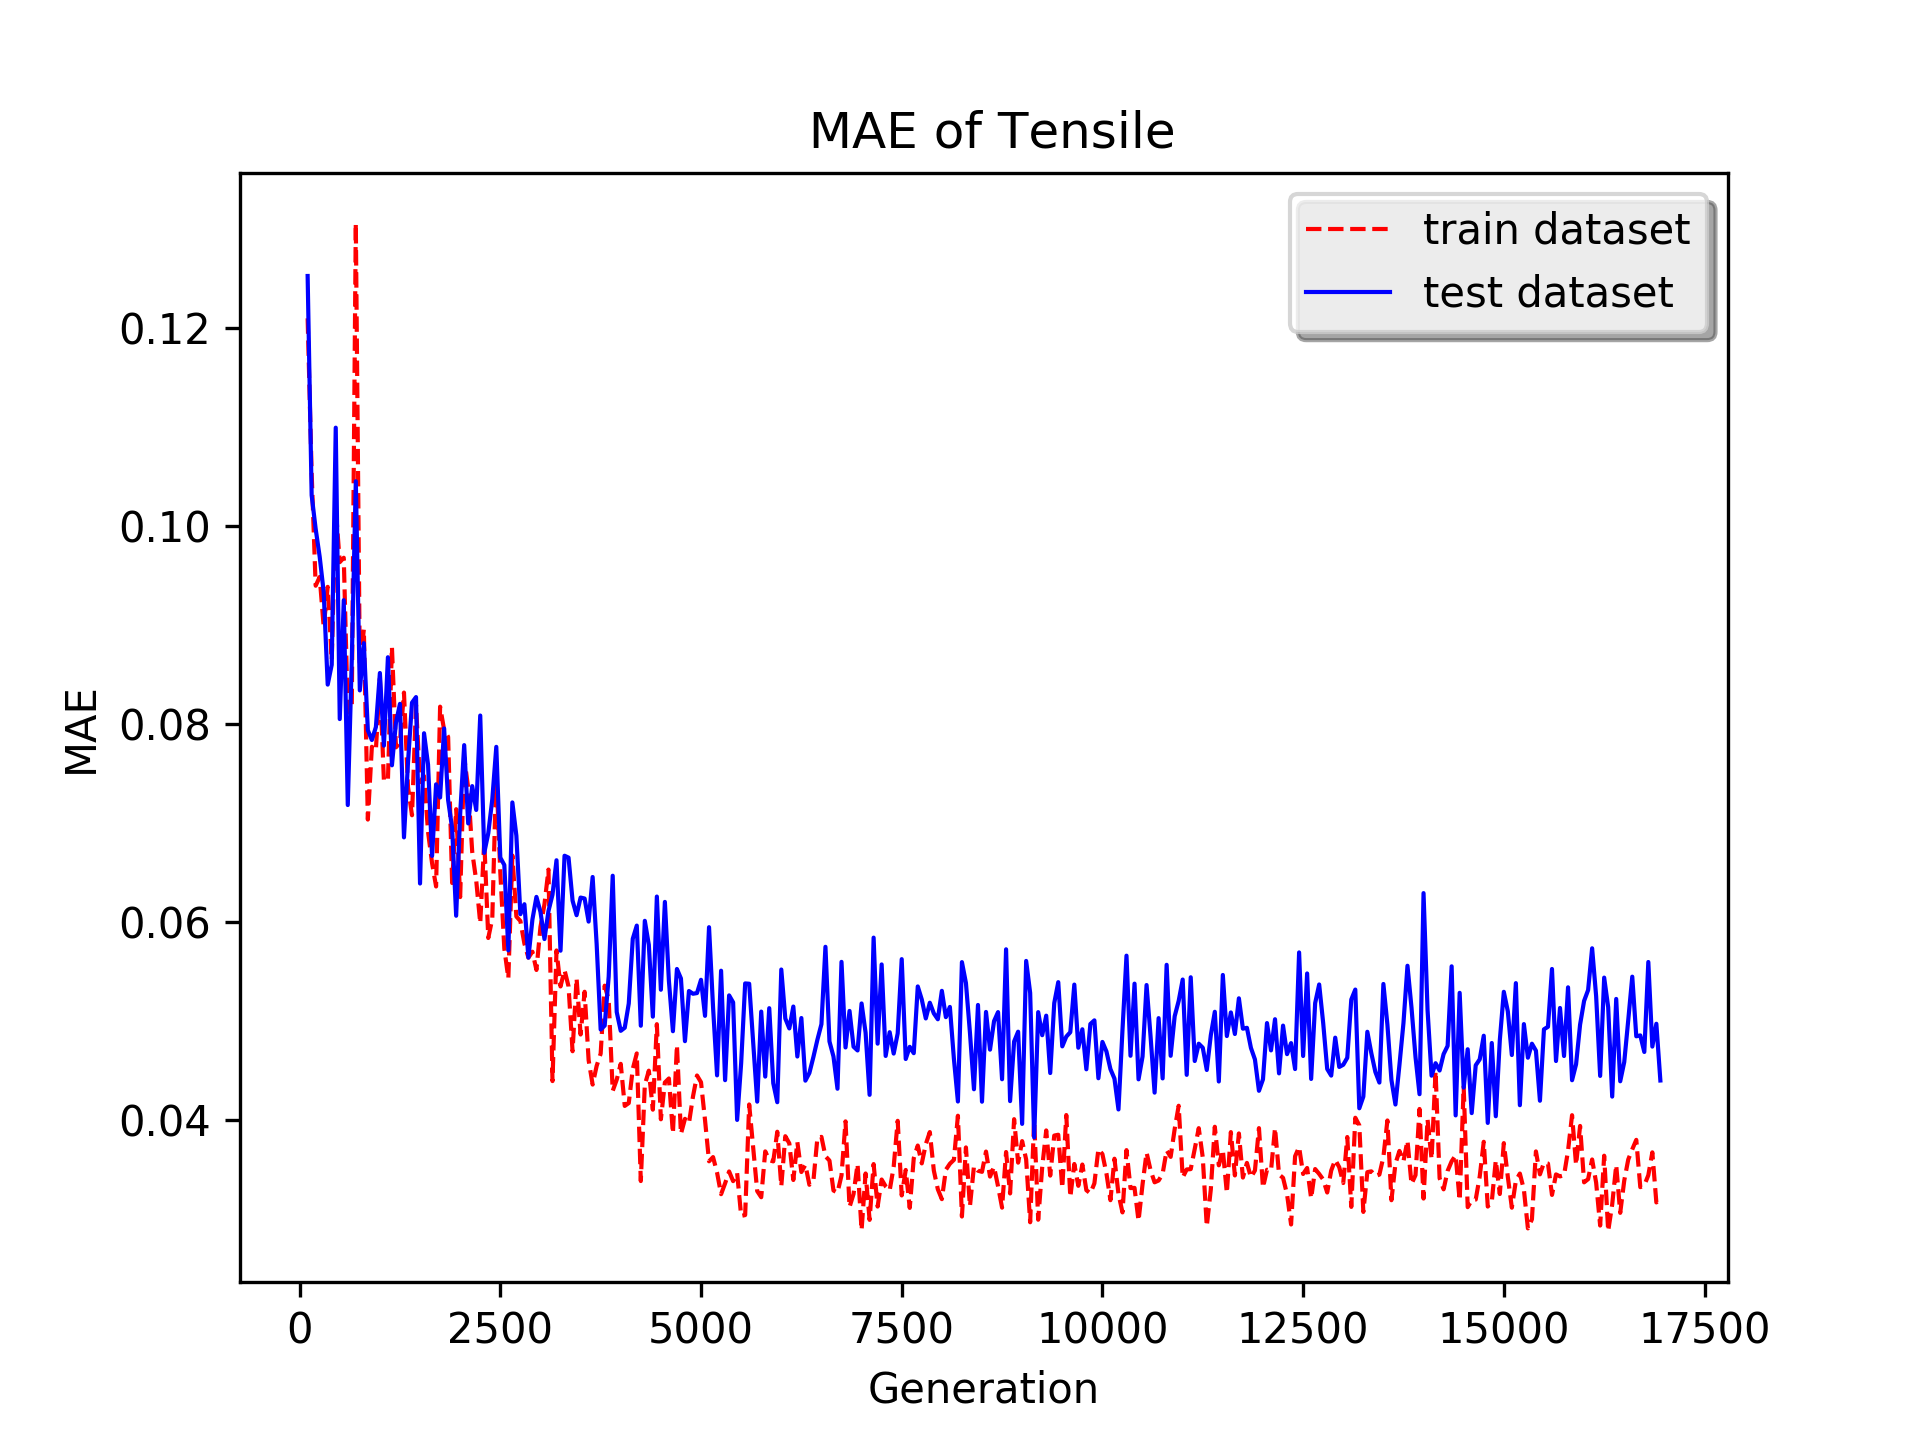 MAE of Tensile
train dataset
test dataset
MAE
0.12
0.10
0.08
0.06
0.04
0 2500 5000 7500 10000 12500 15000 17500
Generation